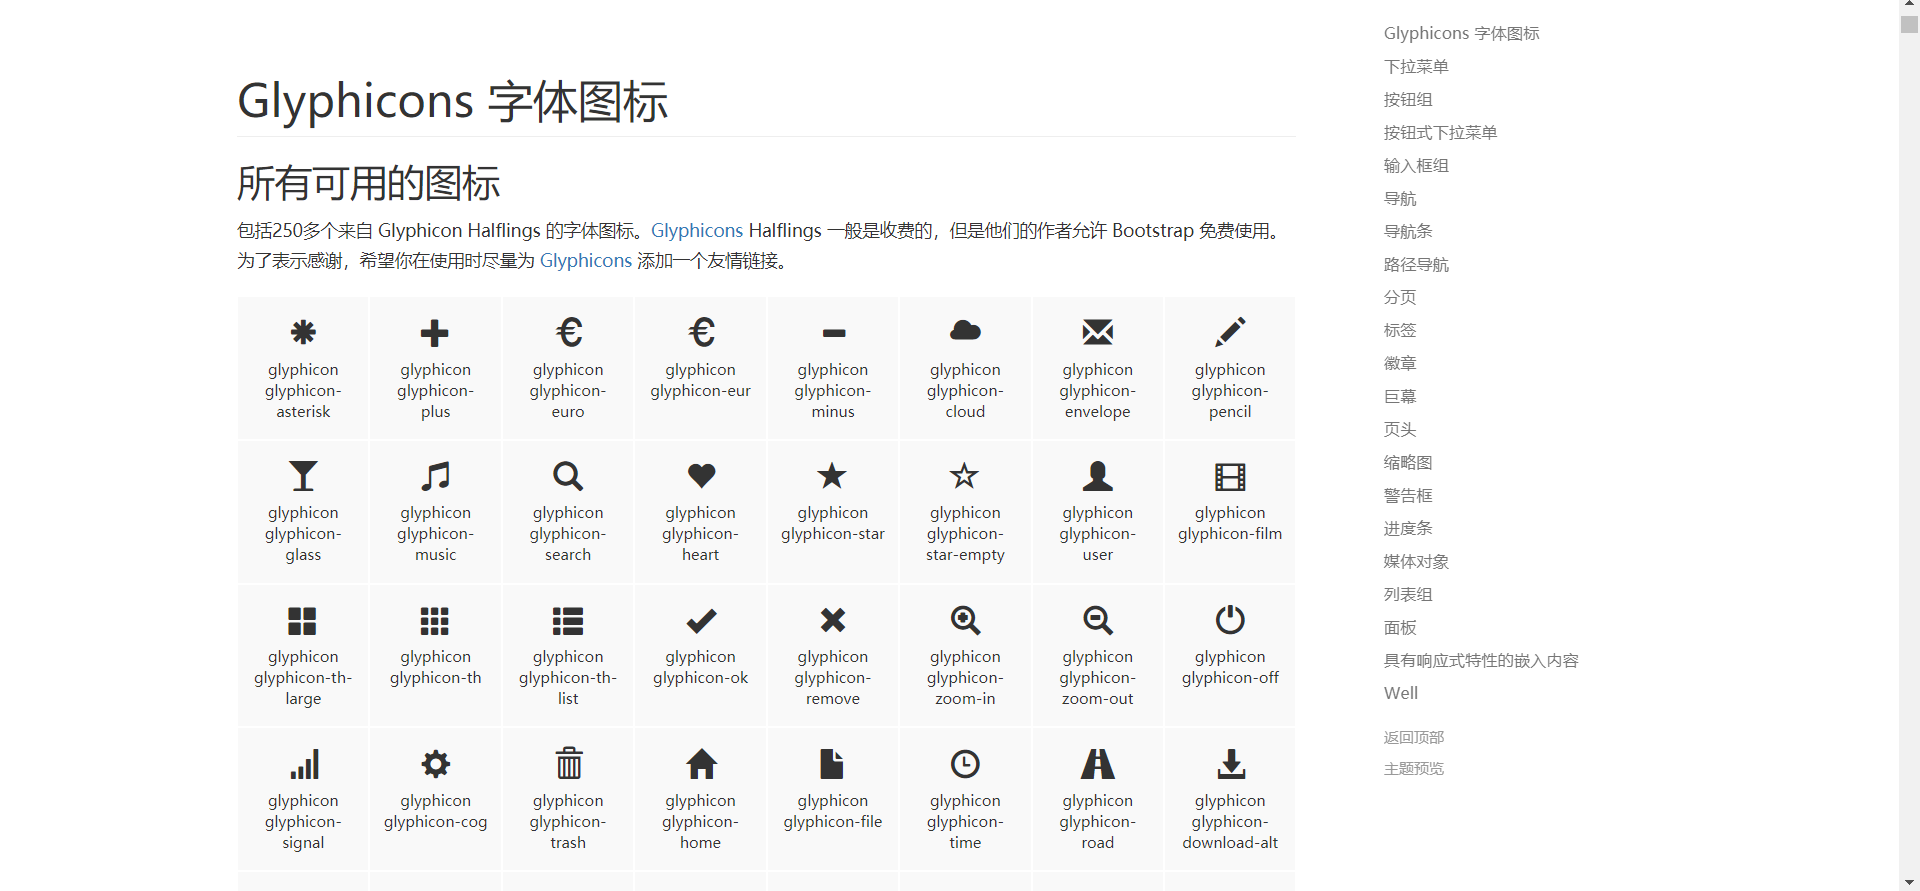 Glyphicons 字体图标
所有可用的图标
包括250多个来自 Glyphicon Halflings 的字体图标。Glyphicons Halflings 一般是收费的，但是他们的作者允许 Bootstrap 免费使用。
为了表示感谢，希望你在使用时尽量为 Glyphicons 添加一个友情链接。
glyphicon
glyphicon-
asterisk
glyphicon
glyphicon-
plus
glyphicon
glyphicon-
euro
glyphicon
glyphicon-eur
glyphicon
glyphicon-
minus
glyphicon
glyphicon-
cloud
glyphicon
glyphicon-
envelope
glyphicon
glyphicon-
pencil
glyphicon
glyphicon-
glass
glyphicon
glyphicon-
music
glyphicon
glyphicon-
search
glyphicon
glyphicon-
heart
glyphicon
glyphicon-star
glyphicon
glyphicon-
star-empty
glyphicon
glyphicon-
user
glyphicon
glyphicon-film
glyphicon
glyphicon-th-
large
glyphicon
glyphicon-th
glyphicon
glyphicon-th-
list
glyphicon
glyphicon-ok
glyphicon
glyphicon-
remove
glyphicon
glyphicon-
zoom-in
glyphicon
glyphicon-
zoom-out
glyphicon
glyphicon-off
glyphicon
glyphicon-
signal
glyphicon
glyphicon-cog
glyphicon
glyphicon-
trash
glyphicon
glyphicon-
home
glyphicon
glyphicon-file
glyphicon
glyphicon-
time
glyphicon
glyphicon-
road
glyphicon
glyphicon-
download-alt
Glyphicons 字体图标
下拉菜单
按钮组
按钮式下拉菜单
输入框组
导航
导航条
路径导航
分页
标签
徽章
巨幕
页头
缩略图
警告框
进度条
媒体对象
列表组
面板
具有响应式特性的嵌入内容
Well
返回顶部
主题预览